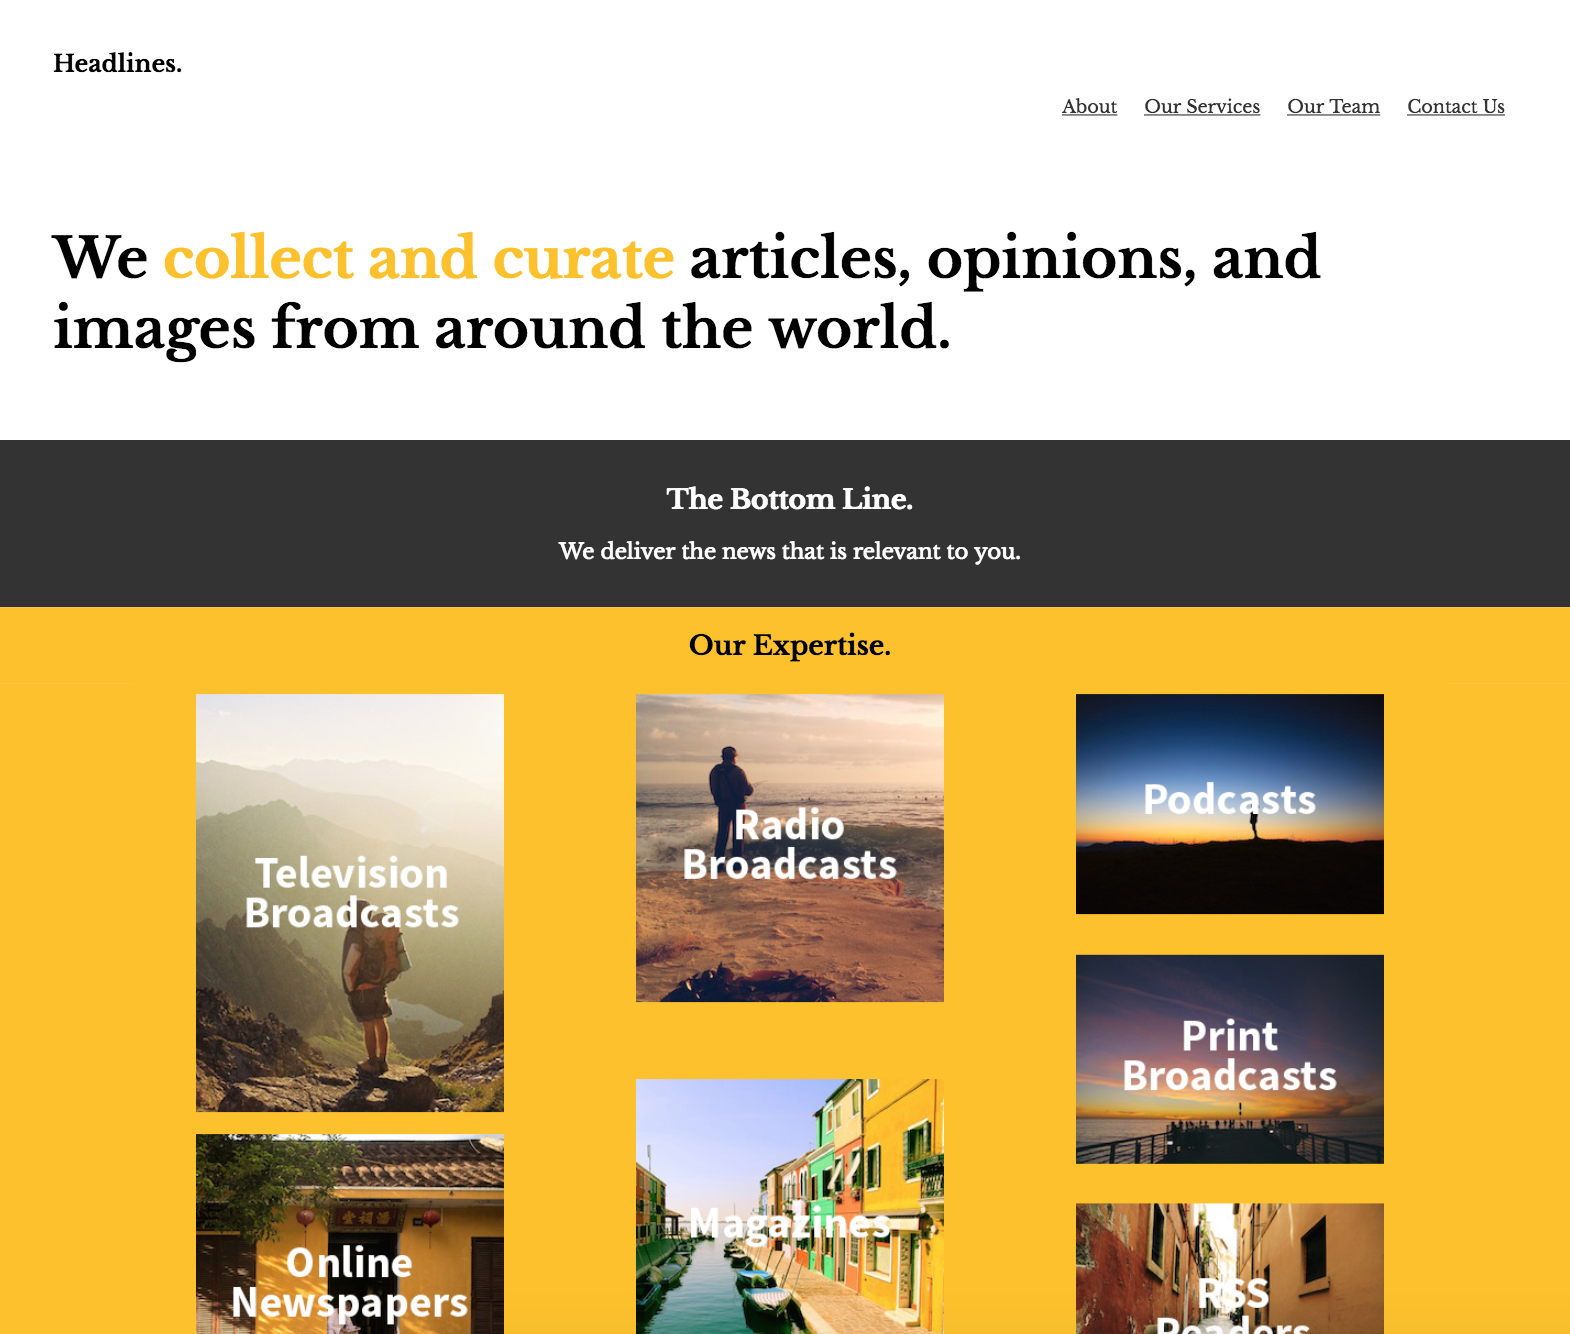 Headlines.
About Our Services Our Team Contact Us
We collect and curate articles, opinions, and
images from around the world.
The Bottom Line.
We deliver the news that is relevant to you.
Our Expertise.
Television
Broadcasts
Radio
Broadcasts
Podcasts
Print
Broadcasts
Online
Newspapers
Magazines
RSS
Readers